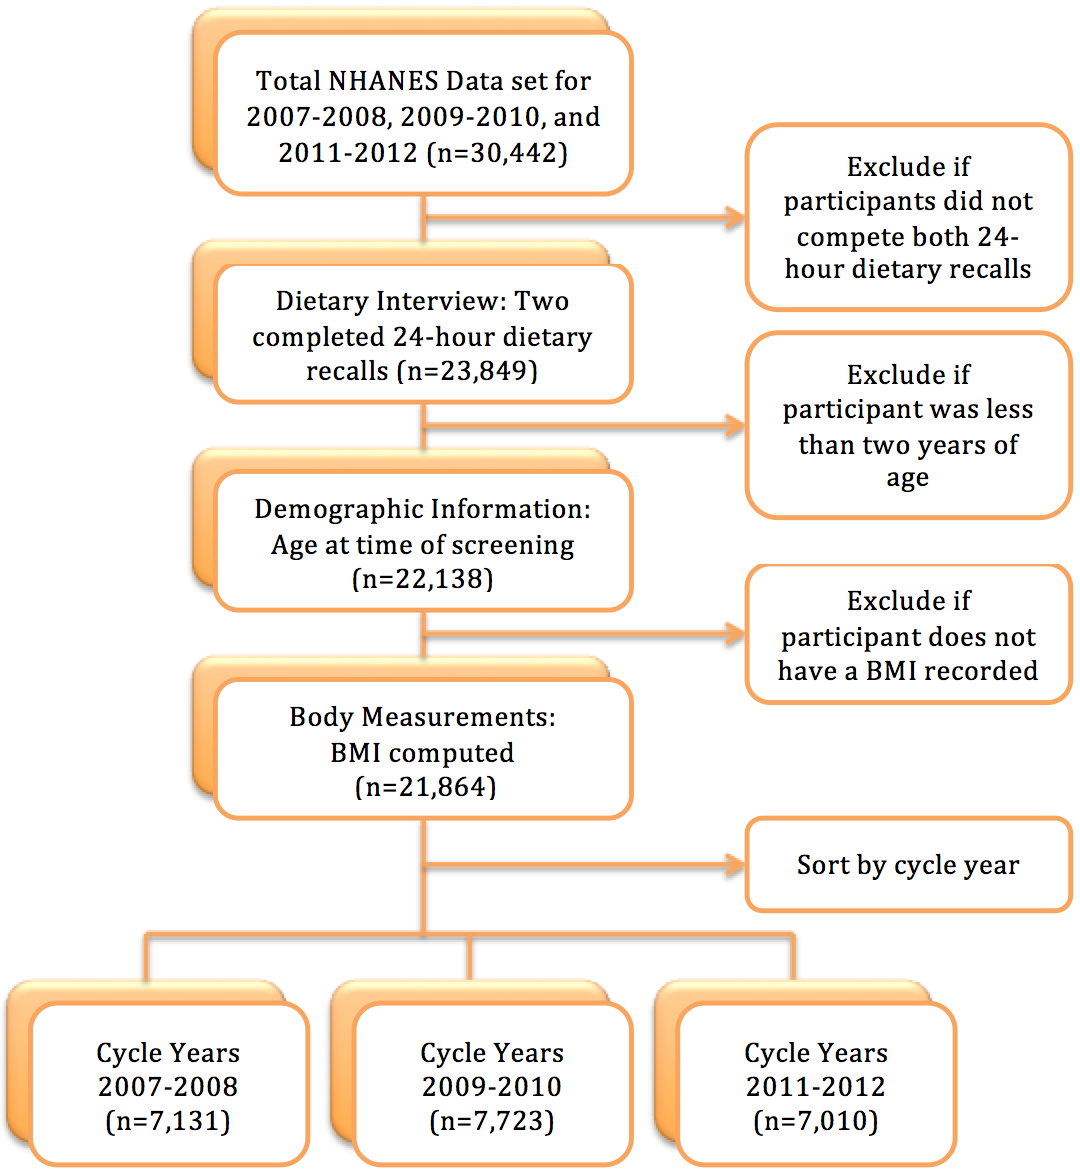 Total NHANES Data set for
2007-2008, 2009-2010, and
2011-2012 (n=30,442)
Exclude if
participants did not
compete both 24-
hour dietary recalls
Dietary Interview: Two
completed 24-hour dietary
recalls (n=23,849)
Exclude if
participant was less
than two years of
age
Demographic Information:
Age at time of screening
(n=22,138)
Exclude if
participant does not
have a BMI recorded
Body Measurements:
BMI computed
(n=21,864)
Sort by cycle year
Cycle Years
2007-2008
(n=7,131)
Cycle Years
2009-2010
(n=7,723)
Cycle Years
2011-2012
(n=7,010)